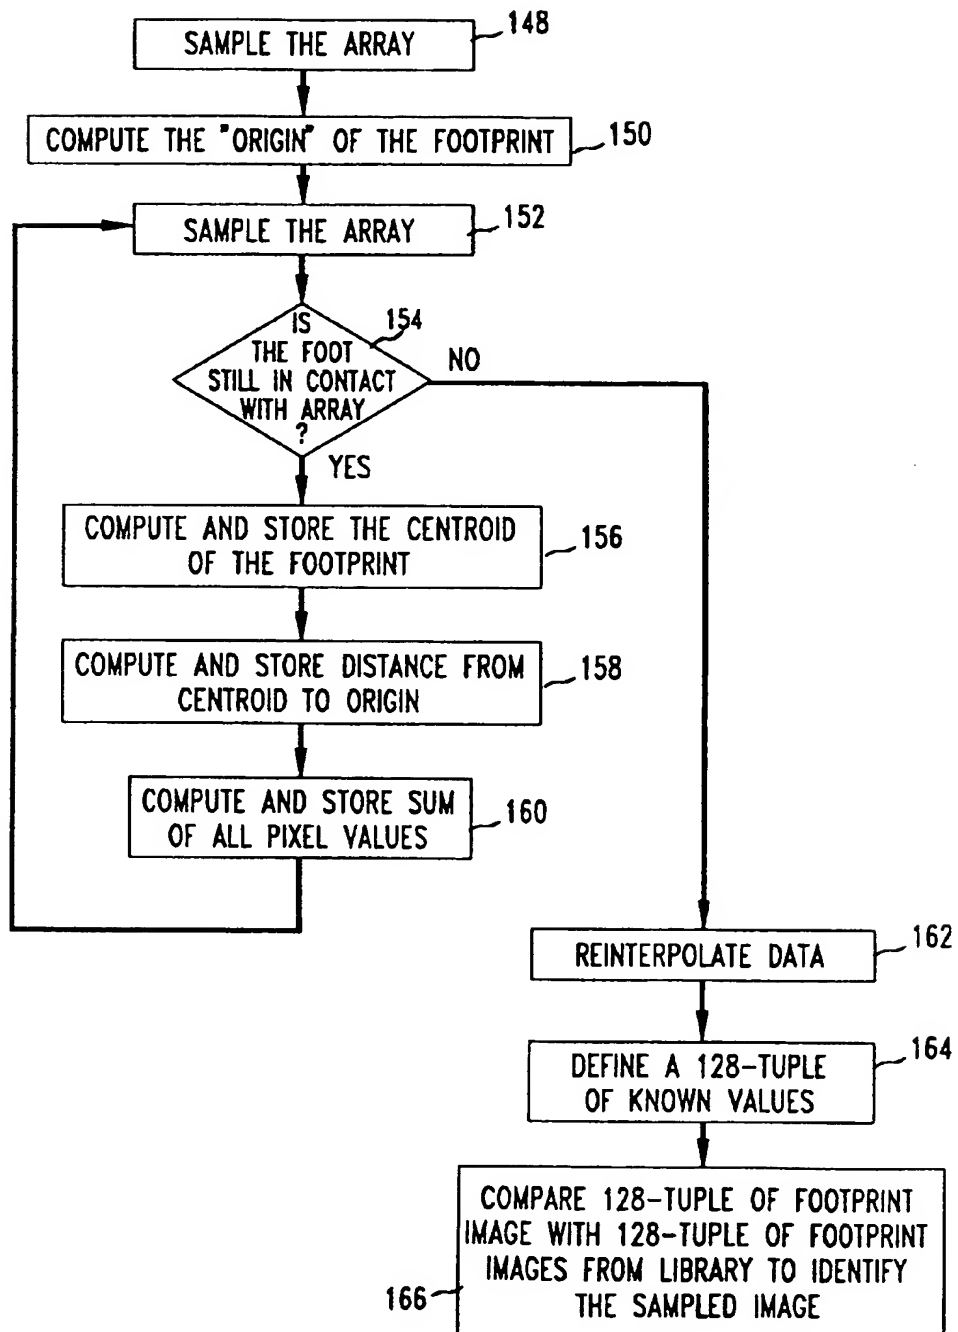 SAMPLE THE ARRAY
148
COMPUTE THE "ORIGIN" OF THE FOOTPRINT
150
SAMPLE THE ARRAY
152
IS
THE FOOT
STILL IN CONTACT
WITH ARRAY
?
154
NO
YES
COMPUTE AND STORE THE CENTROID
OF THE FOOTPRINT
156
COMPUTE AND STORE DISTANCE FROM
CENTROID TO ORIGIN
158
COMPUTE AND STORE SUM
OF ALL PIXEL VALUES
160
REINTERPOLATE DATA
162
DEFINE A 128-TUPLE
OF KNOWN VALUES
164
COMPARE 128-TUPLE OF FOOTPRINT
IMAGE WITH 128-TUPLE OF FOOTPRINT
IMAGES FROM LIBRARY TO IDENTIFY
THE SAMPLED IMAGE
166